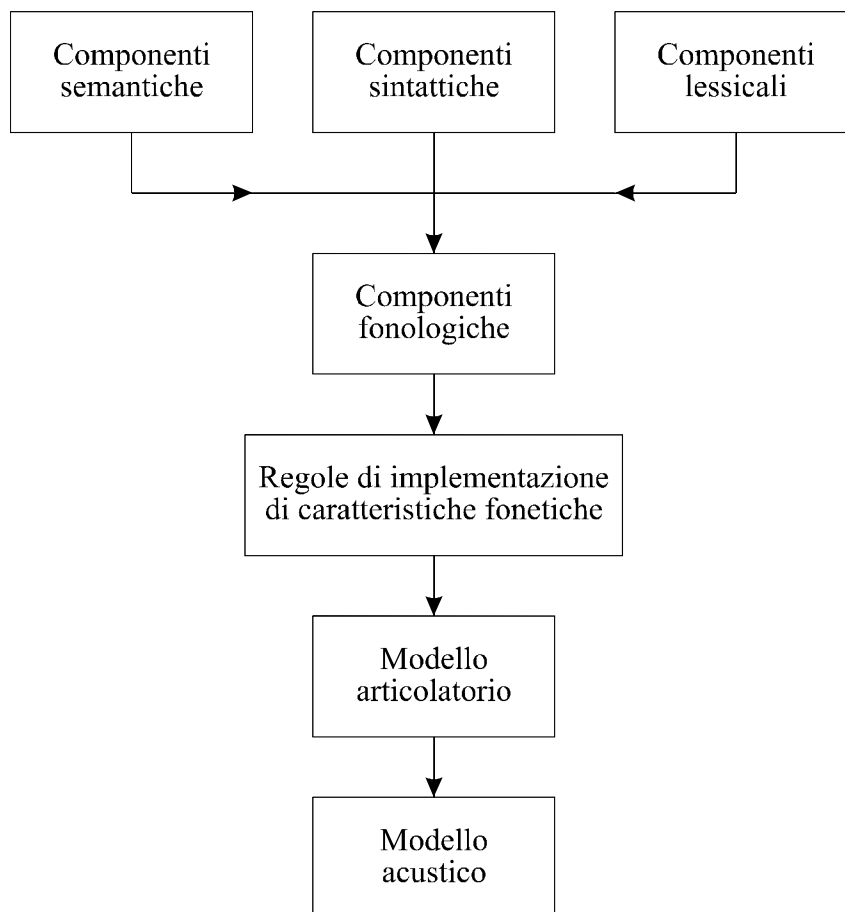 Componenti
semantiche
Componenti
sintattiche
Componenti
lessicali
Componenti
fonologiche
Regole di implementazione
di caratteristiche fonetiche
Modello
articolatorio
Modello
acustico